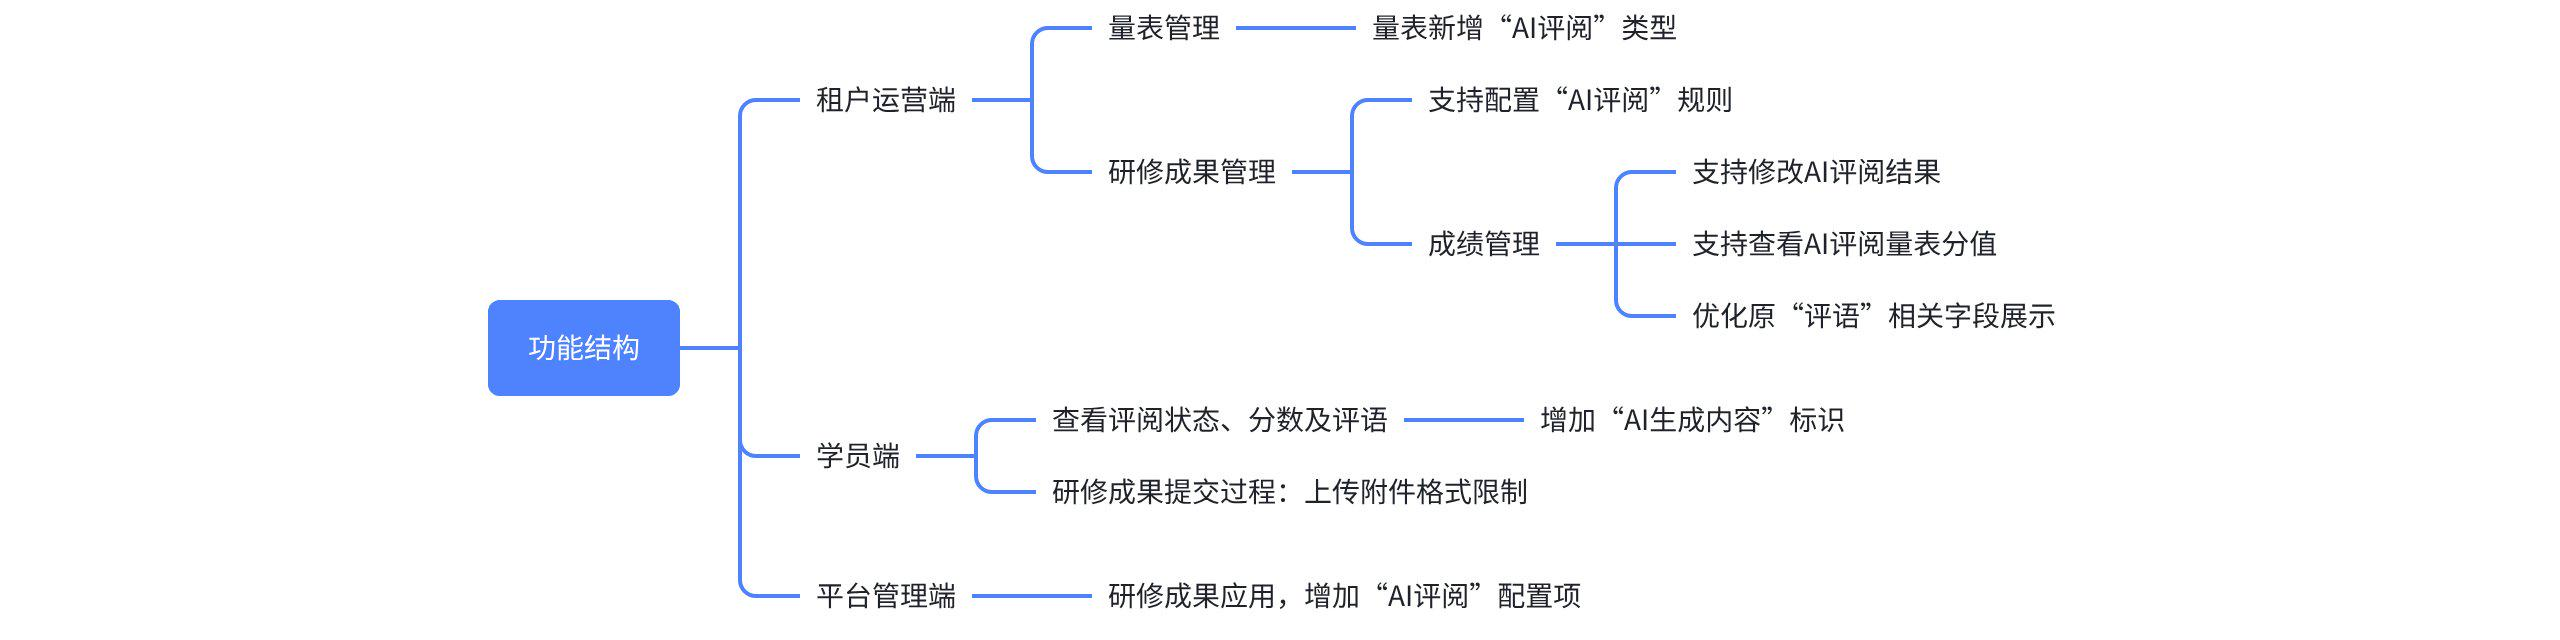 功能结构
租户运营端
量表管理
量表新增“AI评阅”类型
研修成果管理
支持配置“AI评阅”规则
成绩管理
支持修改AI评阅结果
支持查看AI评阅量表分值
优化原“评语”相关字段展示
学员端
查看评阅状态、分数及评语
增加“AI生成内容”标识
研修成果提交过程：上传附件格式限制
平台管理端
研修成果应用，增加“AI评阅”配置项